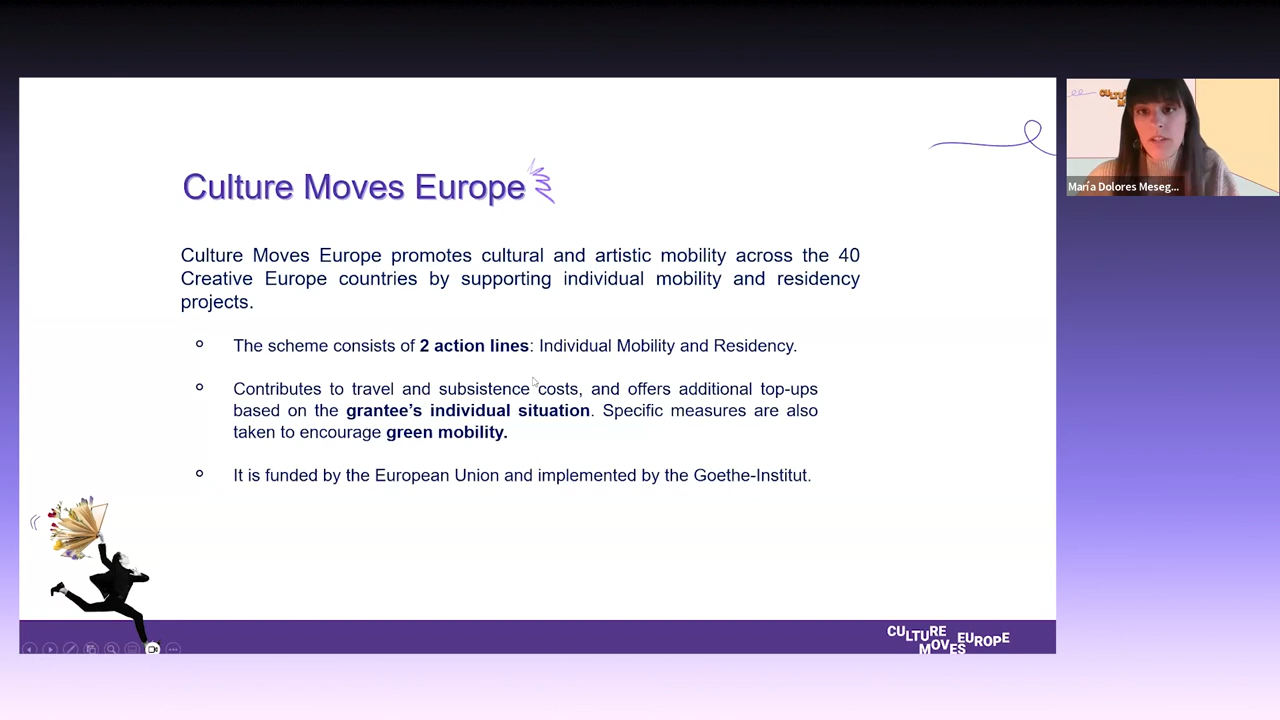 Culture Moves Europe
Culture Moves Europe promotes cultural and artistic mobility across the 40
Creative Europe countries by supporting individual mobility and residency
projects.
The scheme consists of 2 action lines: Individual Mobility and Residency.
Contributes to travel and subsistence costs, and offers additional top-ups
based on the grantee’s individual situation. Specific measures are also
taken to encourage green mobility.
It is funded by the European Union and implemented by the Goethe-Institut.
CULTURE
MOVES EUROPE
María Dolores Meseg...